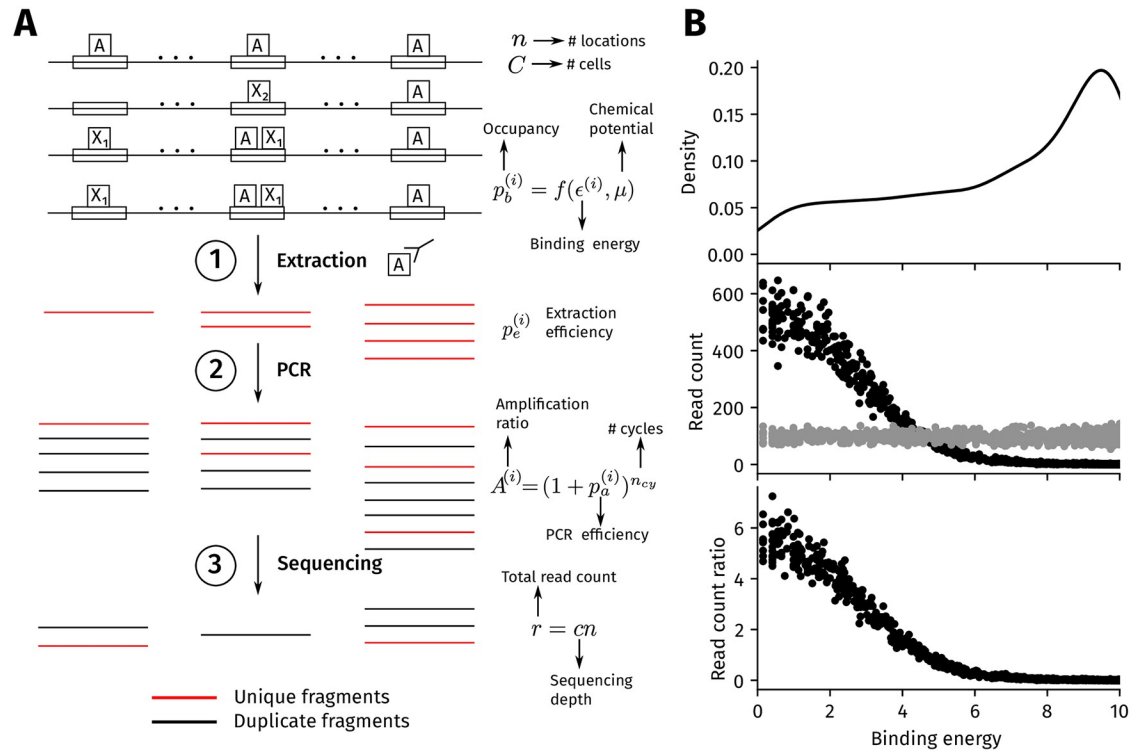 A
A
A
A
n → # locations
C → # cells
X₂
A
X₁
A
X₁
A
X₁
A
X₁
A
Occupancy
Chemical
potential
p_b^(i) = f(ϵ^(i), μ)
Binding energy
1
Extraction
A
p_e^(i)
Extraction
efficiency
2
PCR
Amplification
ratio
# cycles
A^(i) = (1 + p_a^(i))^n_cy
PCR efficiency
3
Sequencing
Total read count
r = cn
Sequencing
depth
Unique fragments
Duplicate fragments
B
Density
0.20
0.15
0.10
0.05
0.00
Read count
600
400
200
0
Read count ratio
6
4
2
0
0 2 4 6 8 10
Binding energy